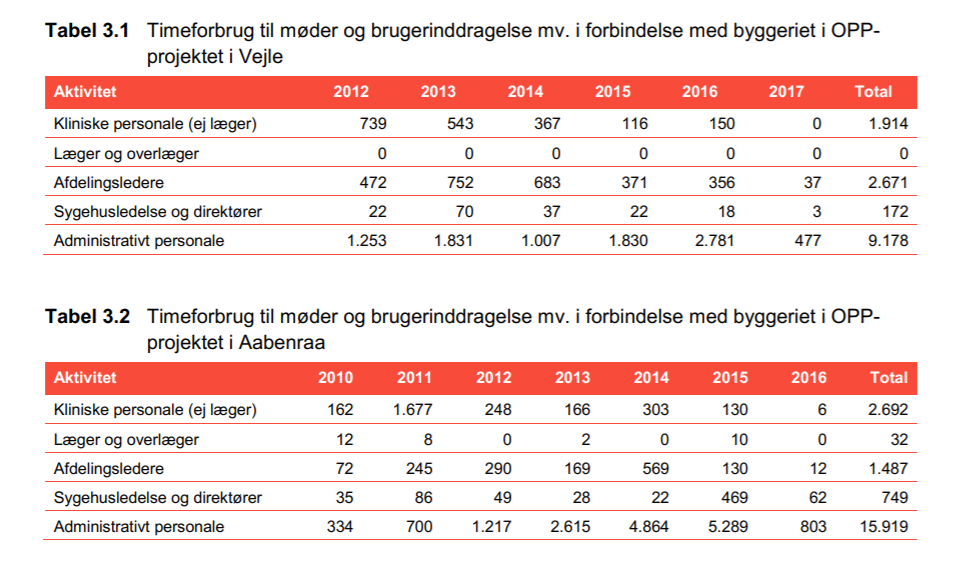 Tabel 3.1 Timeforbrug til møder og brugerinddragelse mv. i forbindelse med byggeriet i OPP-
projektet i Vejle
Aktivitet 2012 2013 2014 2015 2016 2017 Total
Kliniske personale (ej læger) 739 543 367 116 150 0 1.914
Læger og overlæger 0 0 0 0 0 0 0
Afdelingsledere 472 752 683 371 356 37 2.671
Sygehusledelse og direktører 22 70 37 22 18 3 172
Administrativt personale 1.253 1.831 1.007 1.830 2.781 477 9.178
Tabel 3.2 Timeforbrug til møder og brugerinddragelse mv. i forbindelse med byggeriet i OPP-
projektet i Aabenraa
Aktivitet 2010 2011 2012 2013 2014 2015 2016 Total
Kliniske personale (ej læger) 162 1.677 248 166 303 130 6 2.692
Læger og overlæger 12 8 0 2 0 10 0 32
Afdelingsledere 72 245 290 169 569 130 12 1.487
Sygehusledelse og direktører 35 86 49 28 22 469 62 749
Administrativt personale 334 700 1.217 2.615 4.864 5.289 803 15.919